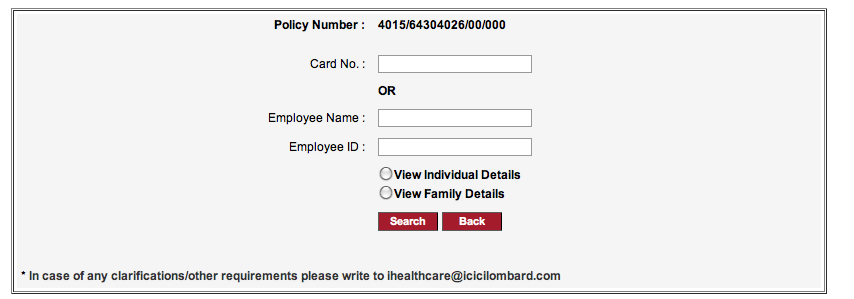 Policy Number : 4015/64304026/00/000
Card No. :
OR
Employee Name :
Employee ID :
View Individual Details
View Family Details
Search Back
* In case of any clarifications/other requirements please write to ihealthcare@icicilombard.com